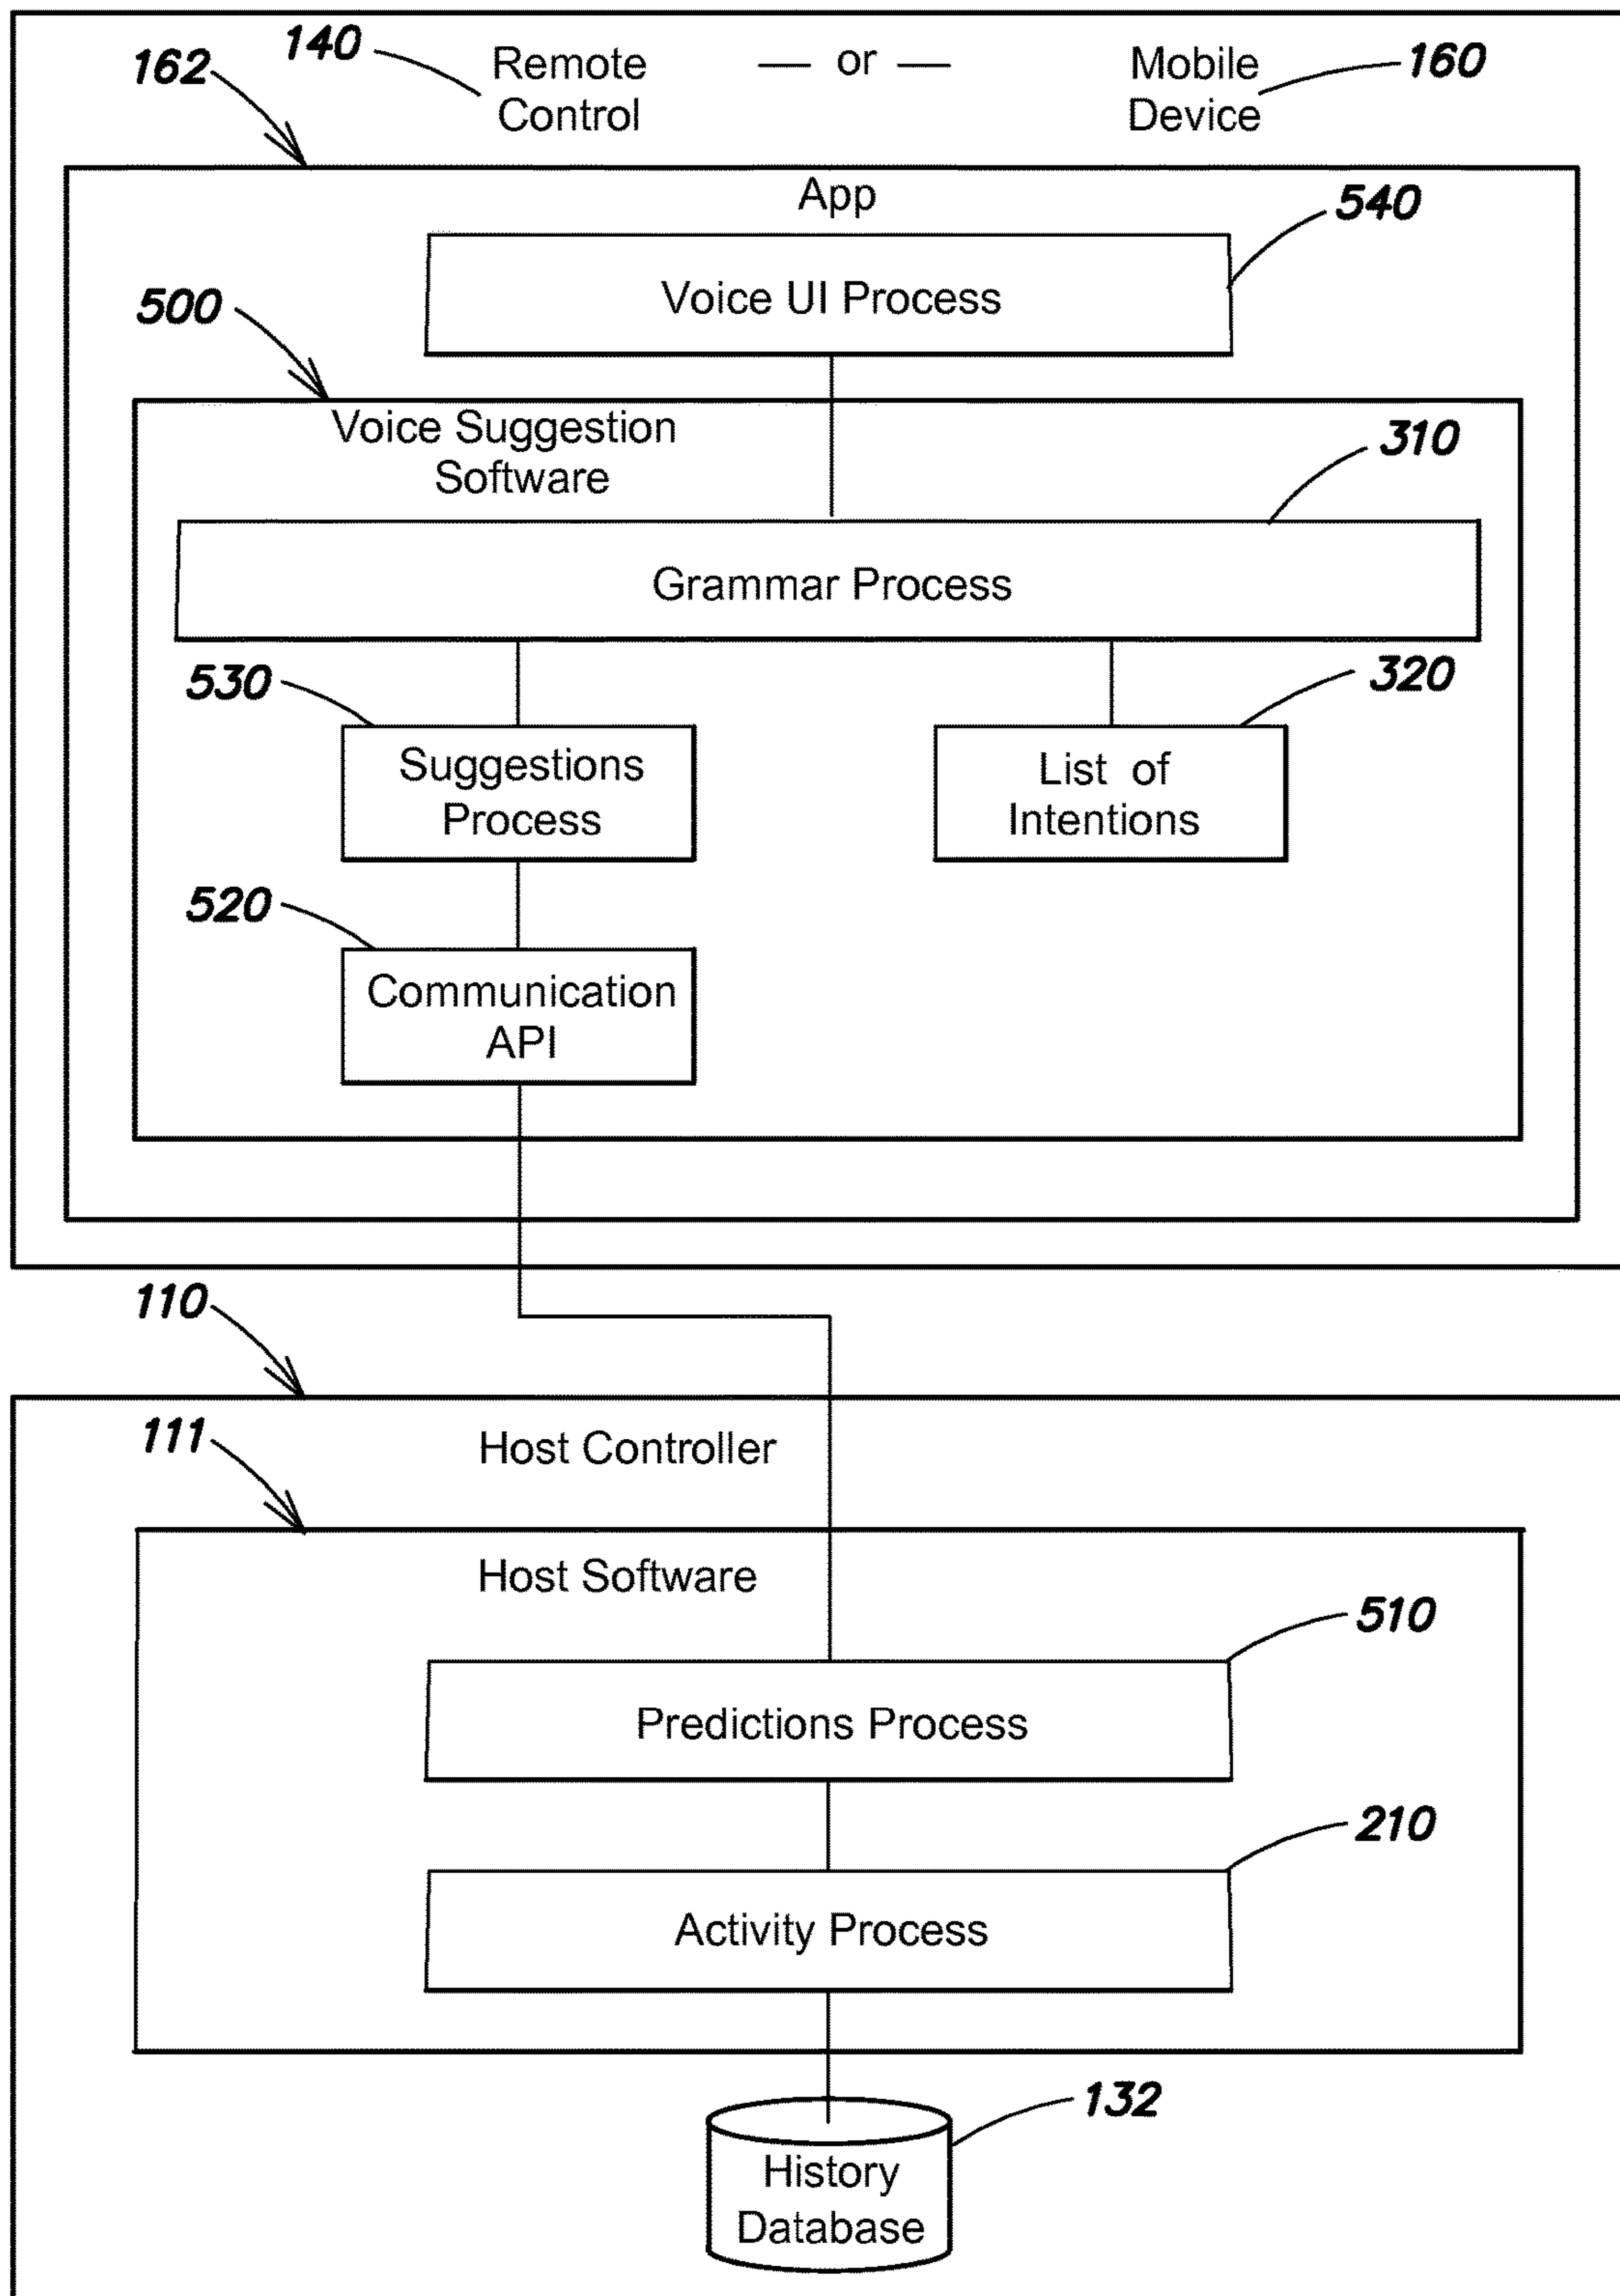 140
Remote — or — Mobile
162
160
Control
Device
App
540
Voice UI Process
500
Voice Suggestion
Software
310
Grammar Process
530
320
Suggestions
Process
List of
Intentions
520
Communication
API
110
111
Host Controller
Host Software
510
Predictions Process
210
Activity Process
132
History
Database